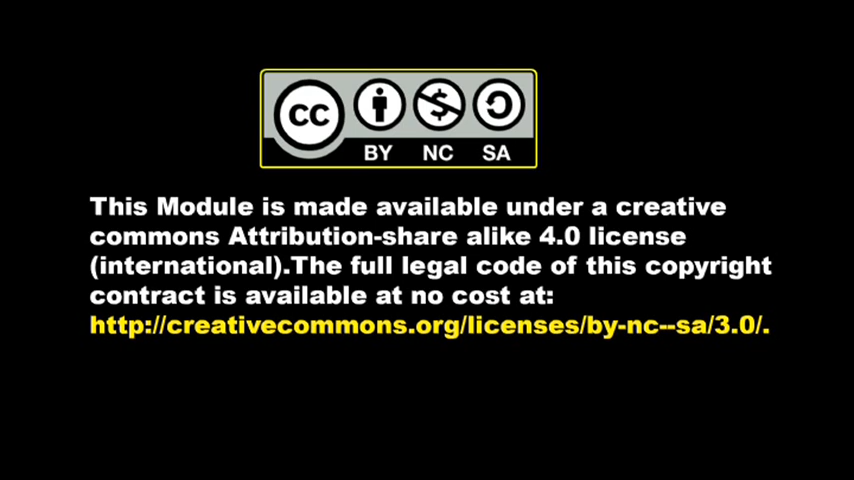 CC
BY NC SA
This Module is made available under a creative
commons Attribution-share alike 4.0 license
(international).The full legal code of this copyright
contract is available at no cost at:
http://creativecommons.org/licenses/by-nc--sa/3.0/.